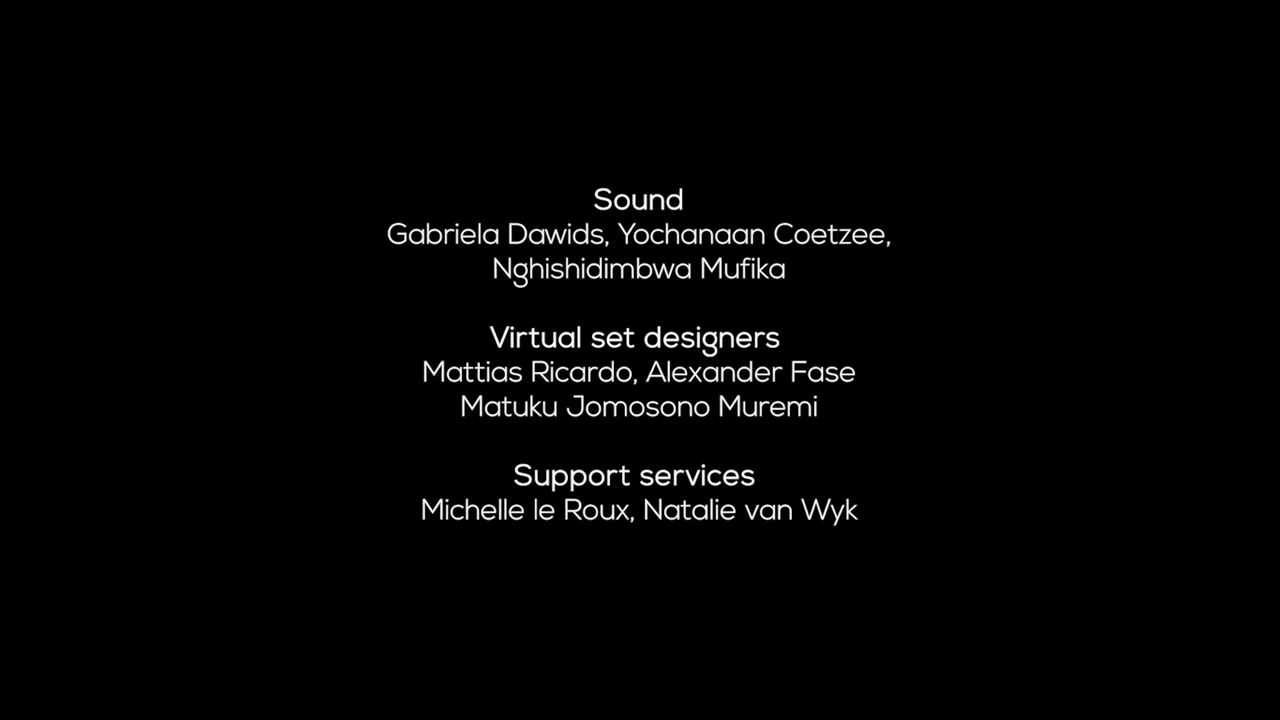 Sound
Gabriela Dawids, Yochanaan Coetzee,
Nghishidimbwa Mufika
Virtual set designers
Mattias Ricardo, Alexander Fase
Matuku Jomosono Muremi
Support services
Michelle le Roux, Natalie van Wyk